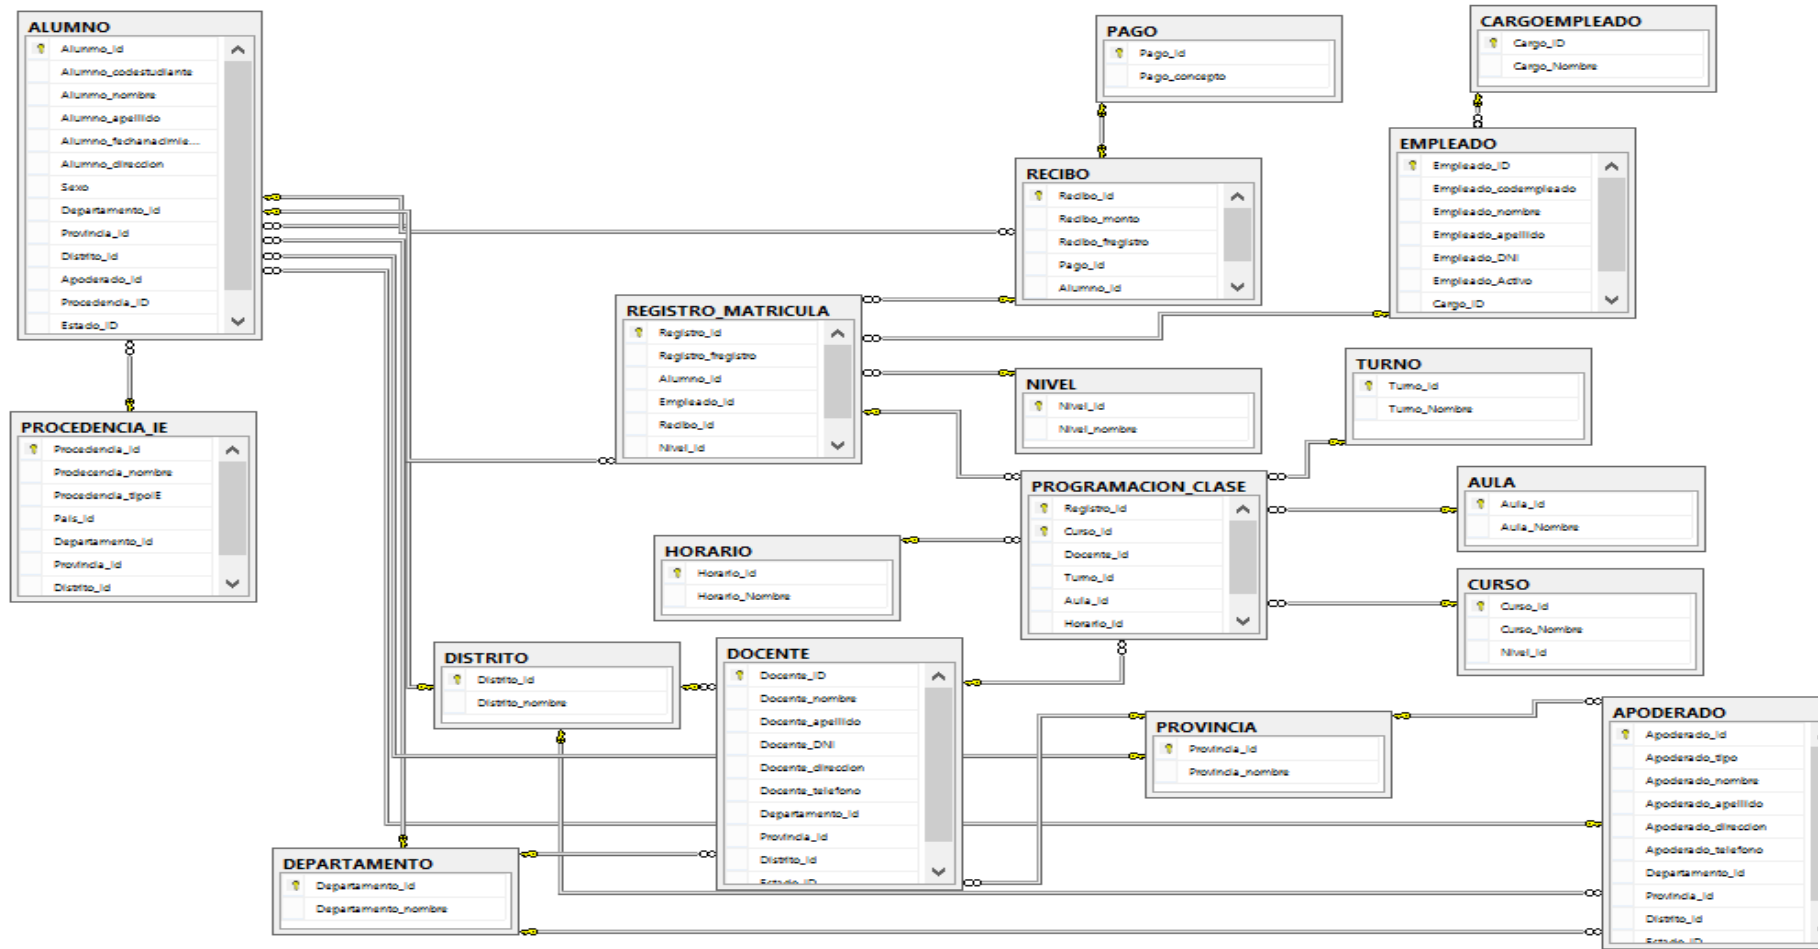 ALUMNO
Alunmo_Id
Alumno_codestudiante
Alunmo_nombre
Alumno_apellido
Alumno_fechanacimie...
Alumno_direccion
Sexo
Departamento_Id
Provincia_Id
Distrito_Id
Apoderado_Id
Procedencia_ID
Estado_ID
PROCEDENCIA_IE
Procedencia_Id
Prodecencia_nombre
Procedencia_tipoIE
Pais_Id
Departamento_Id
Provincia_Id
Distrito_Id
PAGO
Pago_Id
Pago_concepto
CARGOEMPLEADO
Cargo_ID
Cargo_Nombre
RECIBO
Recibo_Id
Recibo_monto
Recibo_fregistro
Pago_Id
Alumno_Id
EMPLEADO
Empleado_ID
Empleado_codempleado
Empleado_nombre
Empleado_apellido
Empleado_DNI
Empleado_Activo
Cargo_ID
REGISTRO_MATRICULA
Registro_Id
Registro_fregistro
Alumno_Id
Empleado_Id
Recibo_Id
Nivel_Id
NIVEL
Nivel_Id
Nivel_nombre
TURNO
Turno_Id
Turno_Nombre
PROGRAMACION_CLASE
Registro_Id
Curso_Id
Docente_Id
Turno_Id
Aula_Id
Horario_Id
AULA
Aula_Id
Aula_Nombre
HORARIO
Horario_Id
Horario_Nombre
CURSO
Curso_Id
Curso_Nombre
Nivel_Id
DISTRITO
Distrito_Id
Distrito_nombre
DOCENTE
Docente_ID
Docente_nombre
Docente_apellido
Docente_DNI
Docente_direccion
Docente_telefono
Departamento_Id
Provincia_Id
Distrito_Id
Estado_ID
PROVINCIA
Provincia_Id
Provincia_nombre
APODERADO
Apoderado_Id
Apoderado_tipo
Apoderado_nombre
Apoderado_apellido
Apoderado_direccion
Apoderado_telefono
Departamento_Id
Provincia_Id
Distrito_Id
Estado_ID
DEPARTAMENTO
Departamento_Id
Departamento_nombre